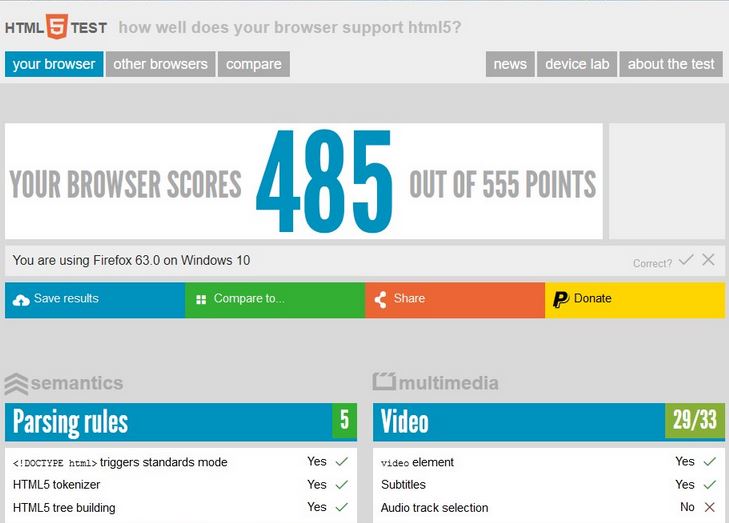 HTML5 TEST how well does your browser support html5?
your browser other browsers compare news device lab about the test
YOUR BROWSER SCORES 485 OUT OF 555 POINTS
You are using Firefox 63.0 on Windows 10 Correct?
Save results Compare to... Share Donate
semantics
Parsing rules 5
<!DOCTYPE html> triggers standards mode Yes
HTML5 tokenizer Yes
HTML5 tree building Yes
multimedia
Video 29/33
video element Yes
Subtitles Yes
Audio track selection No